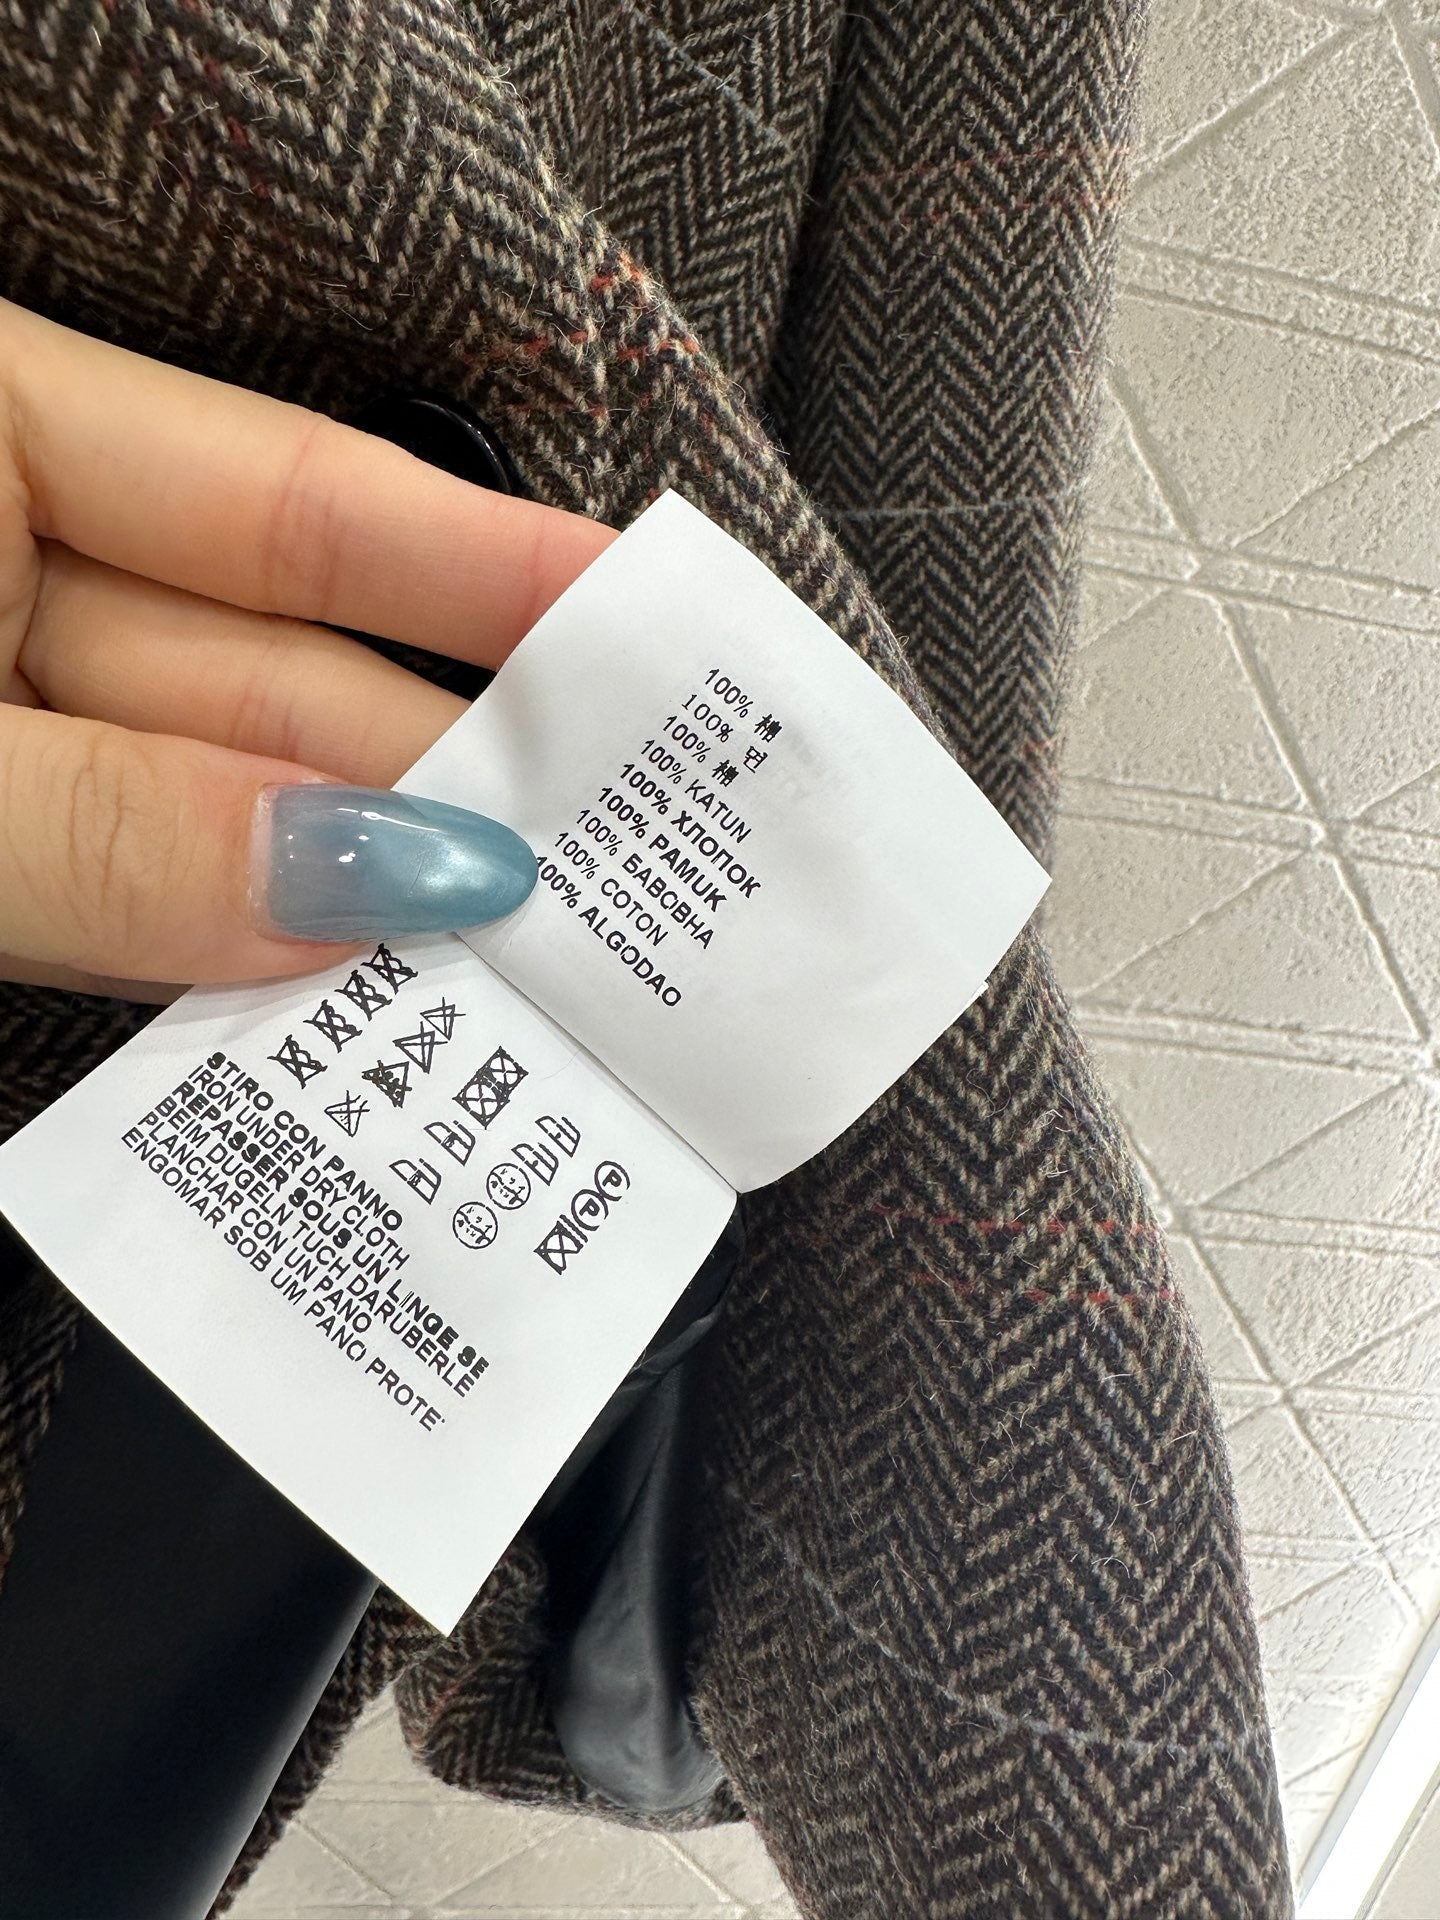 100% 棉
100% 면
100% 棉
100% KATUN
100% ХЛОПОК
100% PAMUK
100% БАВОВНА
100% COTON
100% ALGODAO
P
P
STIRO CON PANNO
IRON UNDER DRY CLOTH
REPASSER SOUS UN LINGE SE
BEIM DUGELN TUCH DARUBERLE
PLANCHAR CON UN PANO
ENGOMAR SOB UM PANO PROTE